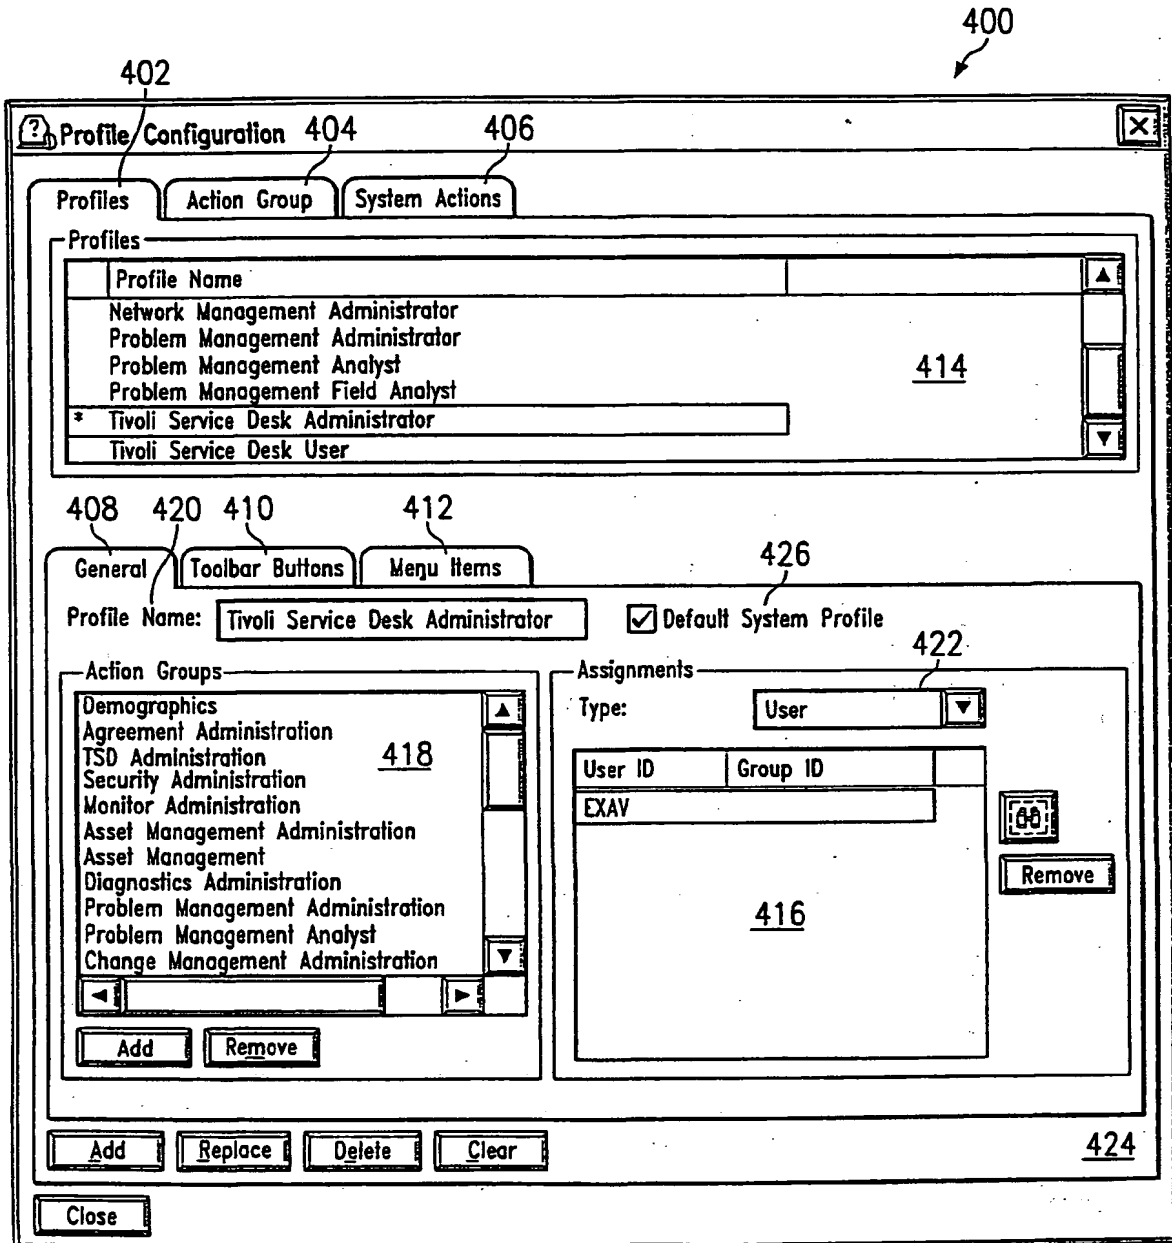 400
402
? Profile Configuration 404 406
Profiles Action Group System Actions
Profiles
Profile Name
Network Management Administrator
Problem Management Administrator
Problem Management Analyst
Problem Management Field Analyst
414
* Tivoli Service Desk Administrator
Tivoli Service Desk User
408 420 410 412
General Toolbar Buttons Menu Items
426
Profile Name: Tivoli Service Desk Administrator Default System Profile
422
Action Groups
Assignments
Demographics
Agreement Administration
TSD Administration
Security Administration
Monitor Administration
Asset Management Administration
Asset Management
Diagnostics Administration
Problem Management Administration
Problem Management Analyst
Change Management Administration
418
Add Remove
Type: User
User ID Group ID
EXAV
Remove
416
Add Replace Delete Clear
424
Close